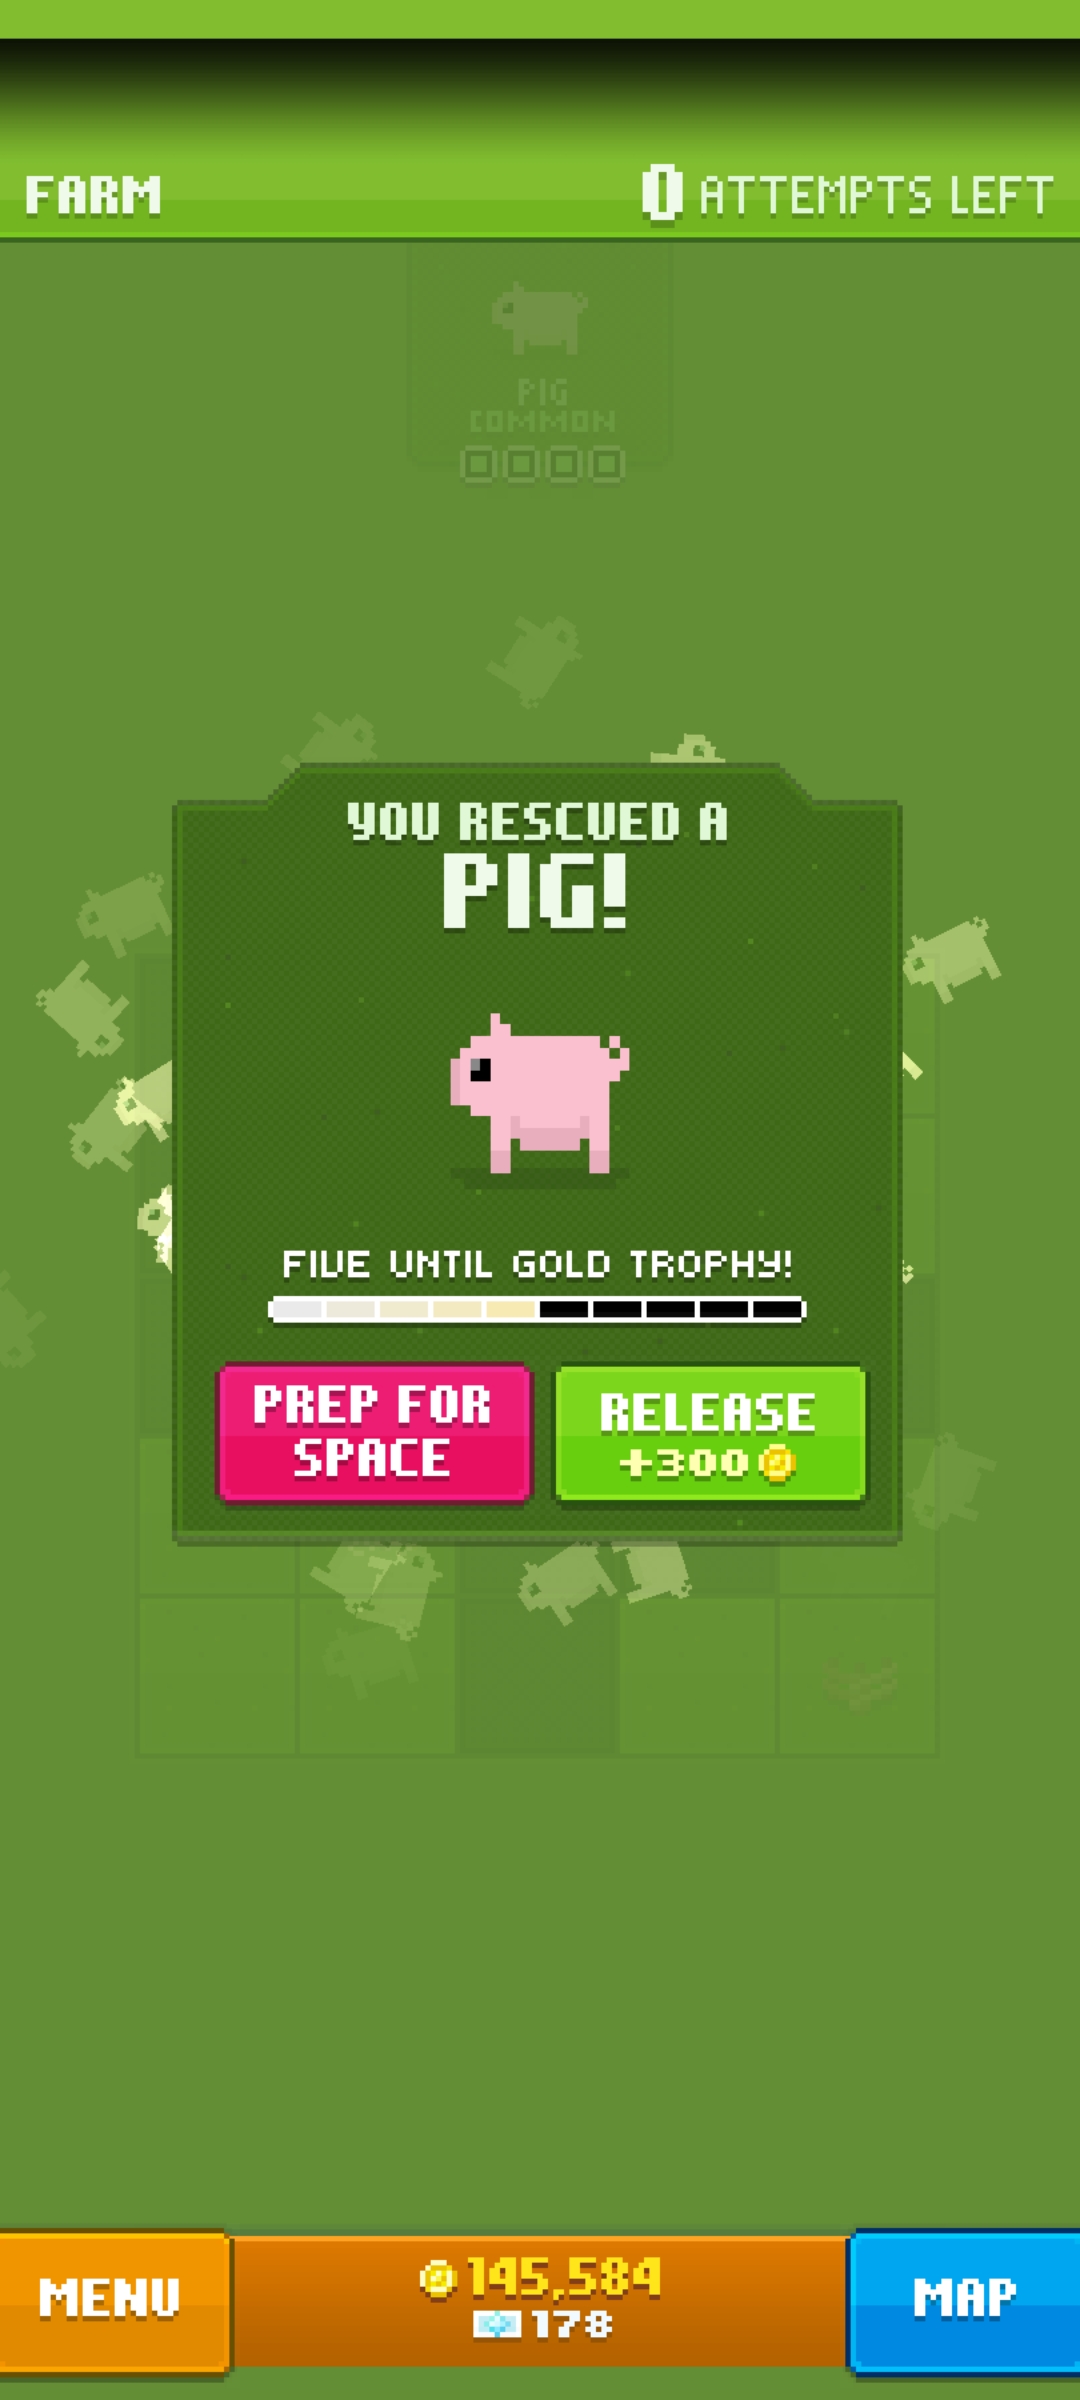 FARM
0 ATTEMPTS LEFT
PIG
COMMON
YOU RESCUED A
PIG!
FIVE UNTIL GOLD TROPHY!
PREP FOR
SPACE
RELEASE
+300
MENU
145,584
178
MAP